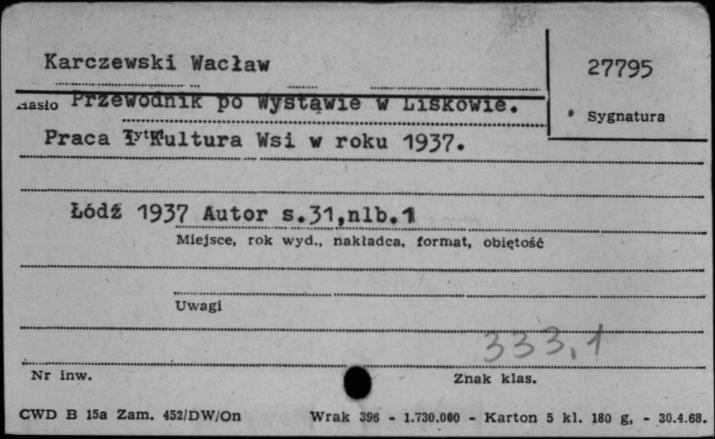 Karczewski Wacław
27795
Hasło Przewodnik po Wystawie w Liskowie.
Sygnatura
Praca i Kultura Wsi w roku 1937.
Tyt.
Łódź 1937 Autor s.31,nlb.1
Miejsce, rok wyd., nakładca, format, objętość
Uwagi
333,1
Nr inw.
Znak klas.
CWD B 15a Zam. 452/DW/On Wrak 396 - 1.730.000 - Karton 5 kl. 180 g. - 30.4.68.